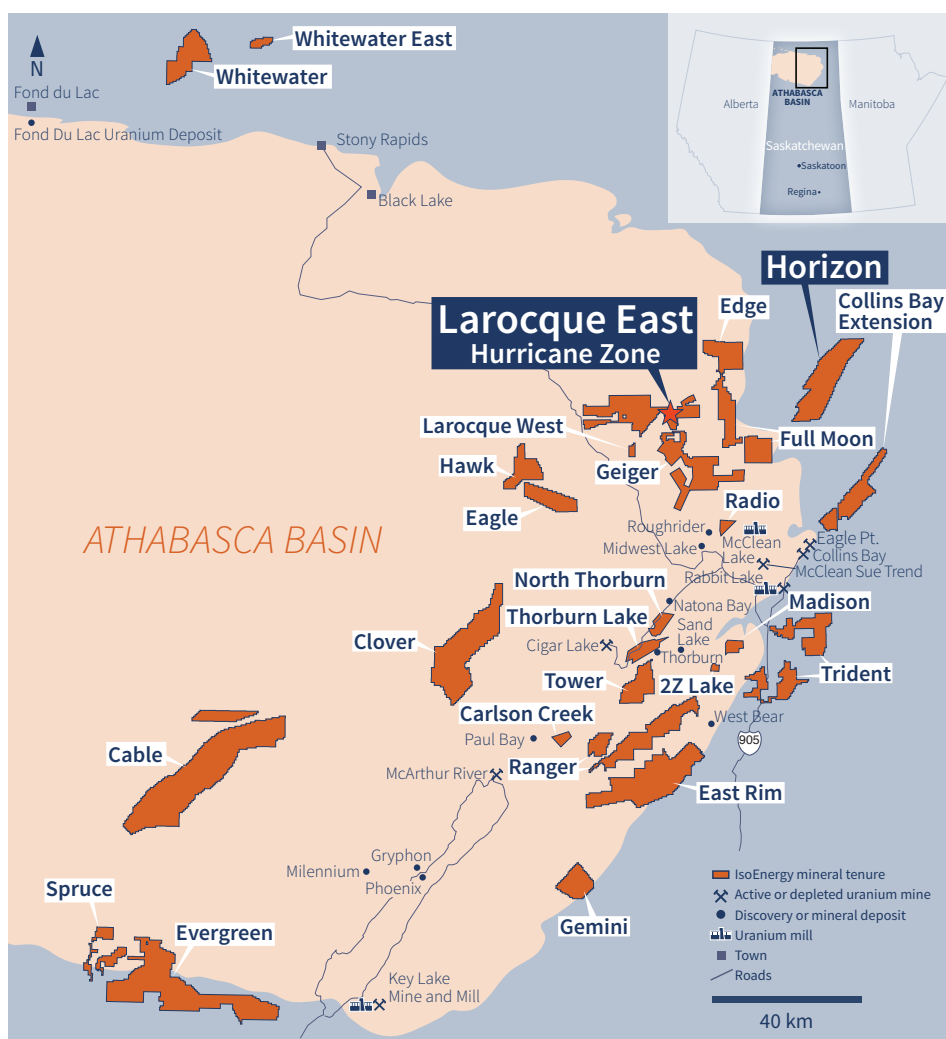 Whitewater East
Whitewater
N
Fond du Lac
Fond Du Lac Uranium Deposit
Stony Rapids
Black Lake
ATHABASCA
BASIN
Alberta
Manitoba
Saskatchewan
Saskatoon
Regina
Horizon
Collins Bay
Extension
Edge
Larocque East
Hurricane Zone
Larocque West
Full Moon
Hawk
Geiger
Eagle
Radio
ATHABASCA BASIN
Roughrider
Midwest Lake
McClean
Lake
Eagle Pt.
Collins Bay
McClean Sue Trend
Rabbit Lake
North Thorburn
Natona Bay
Madison
Thorburn Lake
Sand
Lake
Clover
Cigar Lake
Thorburn
Tower
2Z Lake
Trident
Carlson Creek
West Bear
Paul Bay
905
Cable
Ranger
McArthur River
East Rim
Gryphon
Milennium
Phoenix
Spruce
Evergreen
Gemini
Key Lake
Mine and Mill
IsoEnergy mineral tenure
Active or depleted uranium mine
Discovery or mineral deposit
Uranium mill
Town
Roads
40 km